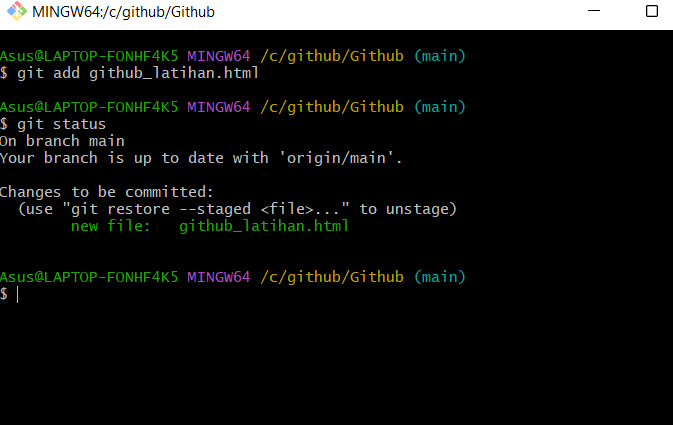 MINGW64:/c/github/Github
Asus@LAPTOP-FONHF4K5 MINGW64 /c/github/Github (main)
$ git add github_latihan.html
Asus@LAPTOP-FONHF4K5 MINGW64 /c/github/Github (main)
$ git status
On branch main
Your branch is up to date with 'origin/main'.
Changes to be committed:
(use "git restore --staged <file>..." to unstage)
new file: github_latihan.html
Asus@LAPTOP-FONHF4K5 MINGW64 /c/github/Github (main)
$